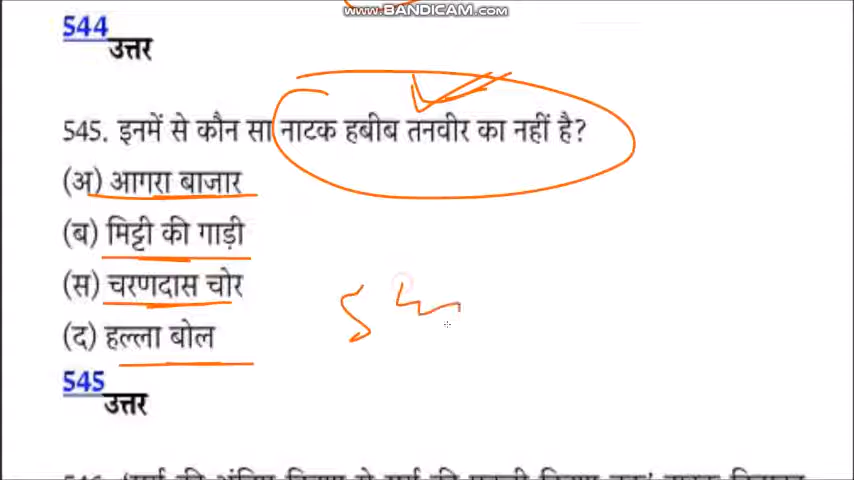 www.BANDICAM.com
544
उत्तर
545. इनमें से कौन सा नाटक हबीब तनवीर का नहीं है?
(अ) आगरा बाजार
(ब) मिट्टी की गाड़ी
(स) चरणदास चोर
(द) हल्ला बोल
545
उत्तर